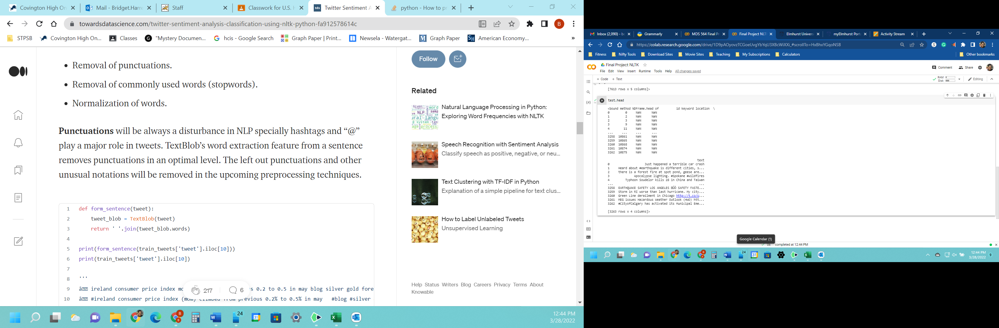 Covington High On
Mail - Bridget.Harre
Staff
Classwork for U.S. H
tds Twitter Sentiment A
python - How to pr
towardsdatascience.com/twitter-sentiment-analysis-classification-using-nltk-python-fa912578614c
B
STPSB
Covington High On...
Classes
"Mystery Documen...
hcis - Google Search
Graph Paper | Print...
Newsela - Watergat...
Graph Paper
American Economy...
»
• Removal of punctuations.
• Removal of commonly used words (stopwords).
• Normalization of words.
Punctuations will be always a disturbance in NLP specially hashtags and “@”
play a major role in tweets. TextBlob’s word extraction feature from a sentence
removes punctuations in an optimal level. The left out punctuations and other
unusual notations will be removed in the upcoming preprocessing techniques.
1 def form_sentence(tweet):
2 tweet_blob = TextBlob(tweet)
3 return ' '.join(tweet_blob.words)
4
5 print(form_sentence(train_tweets['tweet'].iloc[10]))
6 print(train_tweets['tweet'].iloc[10])
7
8 '''
9 ireland consumer price index mo s 0.2 to 0.5 in may blog silver gold fore
10 #ireland consumer price index (mom) climbed from previous 0.2% to 0.5% in may #blog #silver
217
6
Follow
Related
Natural Language Processing in Python:
Exploring Word Frequencies with NLTK
Speech Recognition with Sentiment Analysis
Classify speech as positive, negative, or neu...
Text Clustering with TF-IDF in Python
Explanation of a simple pipeline for text clus...
How to Label Unlabeled Tweets
Unsupervised Learning
Help Status Writers Blog Careers Privacy Terms About
Knowable
24
31
12:44 PM
3/28/2022
Inbox (2,090) - b
Grammarly
MDS 564 Final Pr
Final Project NLT
Elmhurst Univers
myElmhurst Port
Activity Stream
https://colab.research.google.com/drive/1D9pAOyovzTCGoeUvgYbYqU3XBcWiXXi_#scrollTo=HxBhxYGqoNSB
Fitness
Nifty Tools
Download Sites
Movie Sites
Teaching
My Subscriptions
Calculators
Other bookmarks
Final Project NLTK
Comment
Share
File Edit View Insert Runtime Tools Help All changes saved
+ Code + Text
RAM
Disk
Editing
[7613 rows x 5 columns]>
test.head
<bound method NDFrame.head of id keyword location \
0 0 NaN NaN
1 2 NaN NaN
2 3 NaN NaN
3 9 NaN NaN
4 11 NaN NaN
... ... ... ...
3258 10861 NaN NaN
3259 10865 NaN NaN
3260 10868 NaN NaN
3261 10874 NaN NaN
3262 10875 NaN NaN
text
0 Just happened a terrible car crash
1 Heard about #earthquake is different cities, s...
2 there is a forest fire at spot pond, geese are...
3 Apocalypse lighting. #Spokane #wildfires
4 Typhoon Soudelor kills 28 in China and Taiwan
... ...
3258 EARTHQUAKE SAFETY LOS ANGELES SAFETY FASTE...
3259 Storm in RI worse than last hurricane. My city...
3260 Green Line derailment in Chicago http://t.co/U...
3261 MEG issues Hazardous Weather Outlook (HWO) htt...
3262 #CityofCalgary has activated its Municipal Eme...
[3263 rows x 4 columns]>
Google Calendar (1)
0s completed at 12:44 PM
24
31
12:44 PM
3/28/2022
9